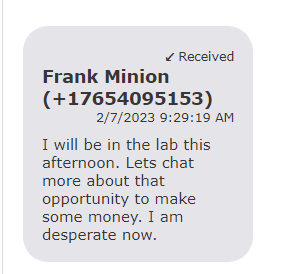 ↙ Received
Frank Minion
(+17654095153)
2/7/2023 9:29:19 AM
I will be in the lab this
afternoon. Lets chat
more about that
opportunity to make
some money. I am
desperate now.